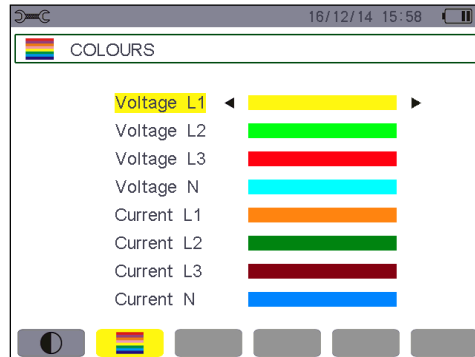 16/12/14 15:58
COLOURS
Voltage L1
Voltage L2
Voltage L3
Voltage N
Current L1
Current L2
Current L3
Current N